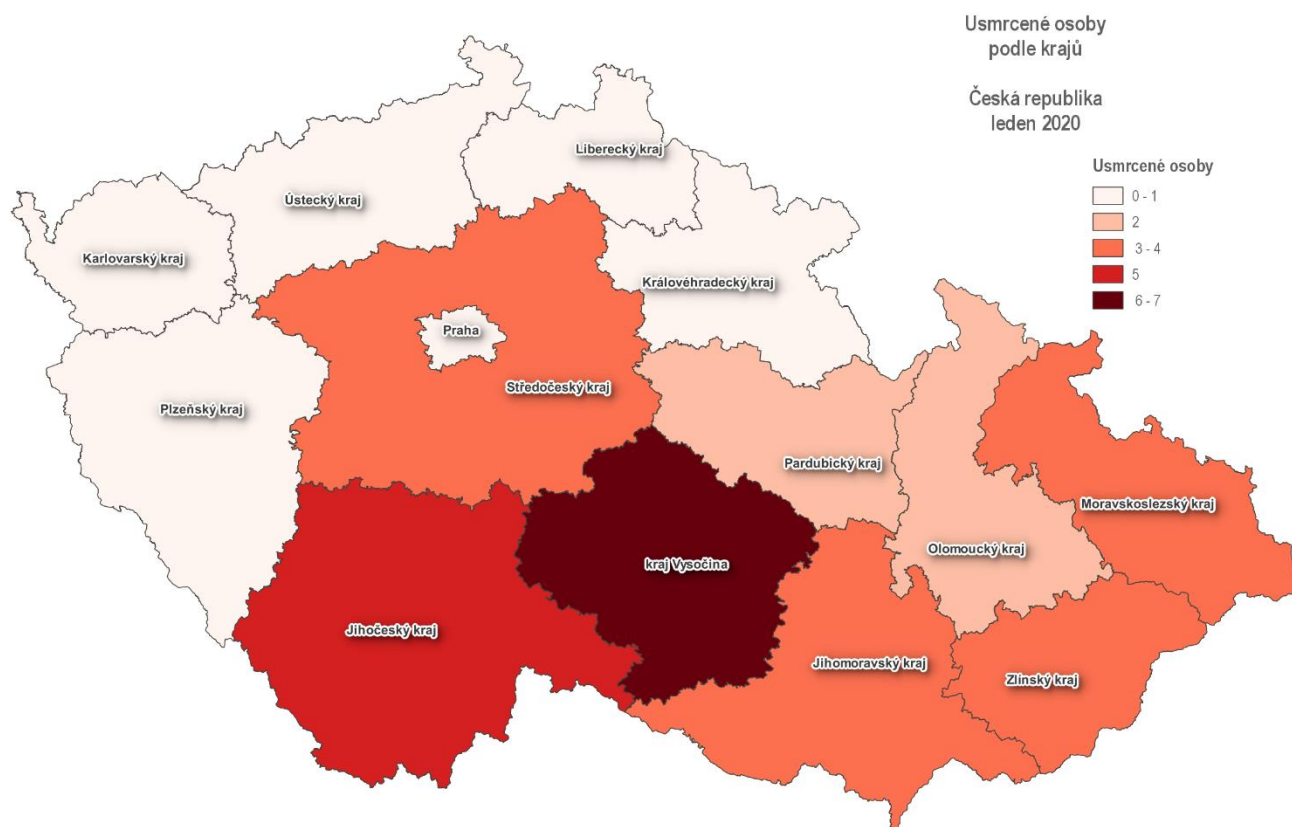 Usmrcené osoby
podle krajů
Česká republika
leden 2020
Usmrcené osoby
0 - 1
2
3 - 4
5
6 - 7
Liberecký kraj
Ústecký kraj
Karlovarský kraj
Královéhradecký kraj
Praha
Středočeský kraj
Plzeňský kraj
Pardubický kraj
Moravskoslezský kraj
Olomoucký kraj
kraj Vysočina
Jihočeský kraj
Jihomoravský kraj
Zlínský kraj